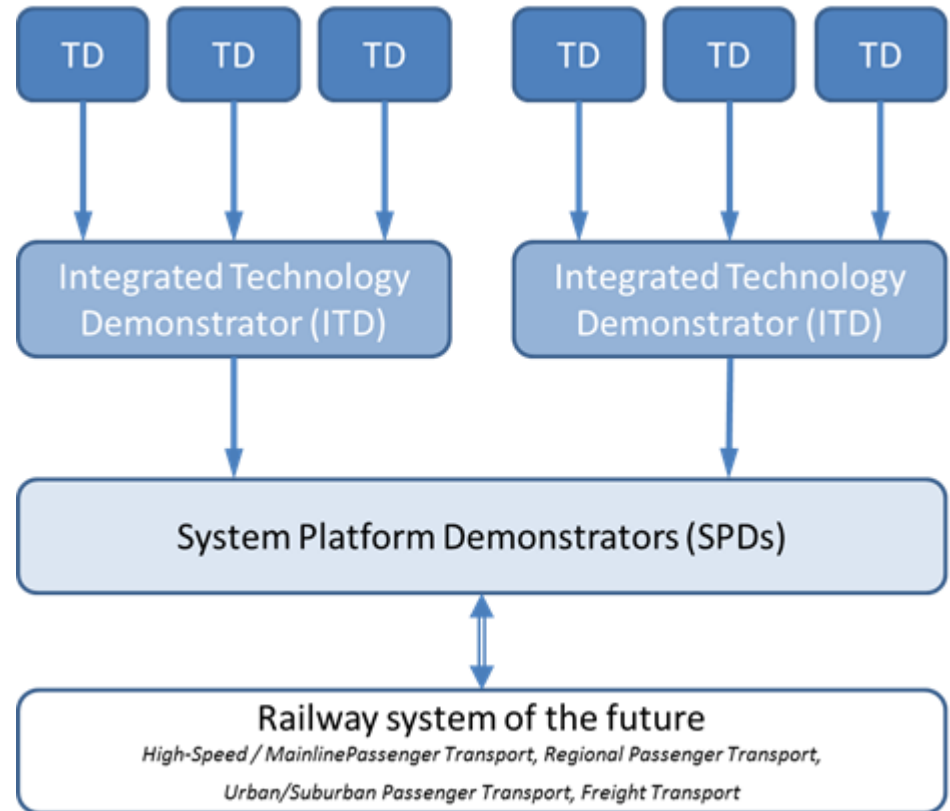 TD TD TD TD TD TD
Integrated Technology
Demonstrator (ITD)
Integrated Technology
Demonstrator (ITD)
System Platform Demonstrators (SPDs)
Railway system of the future
High-Speed / MainlinePassenger Transport, Regional Passenger Transport,
Urban/Suburban Passenger Transport, Freight Transport